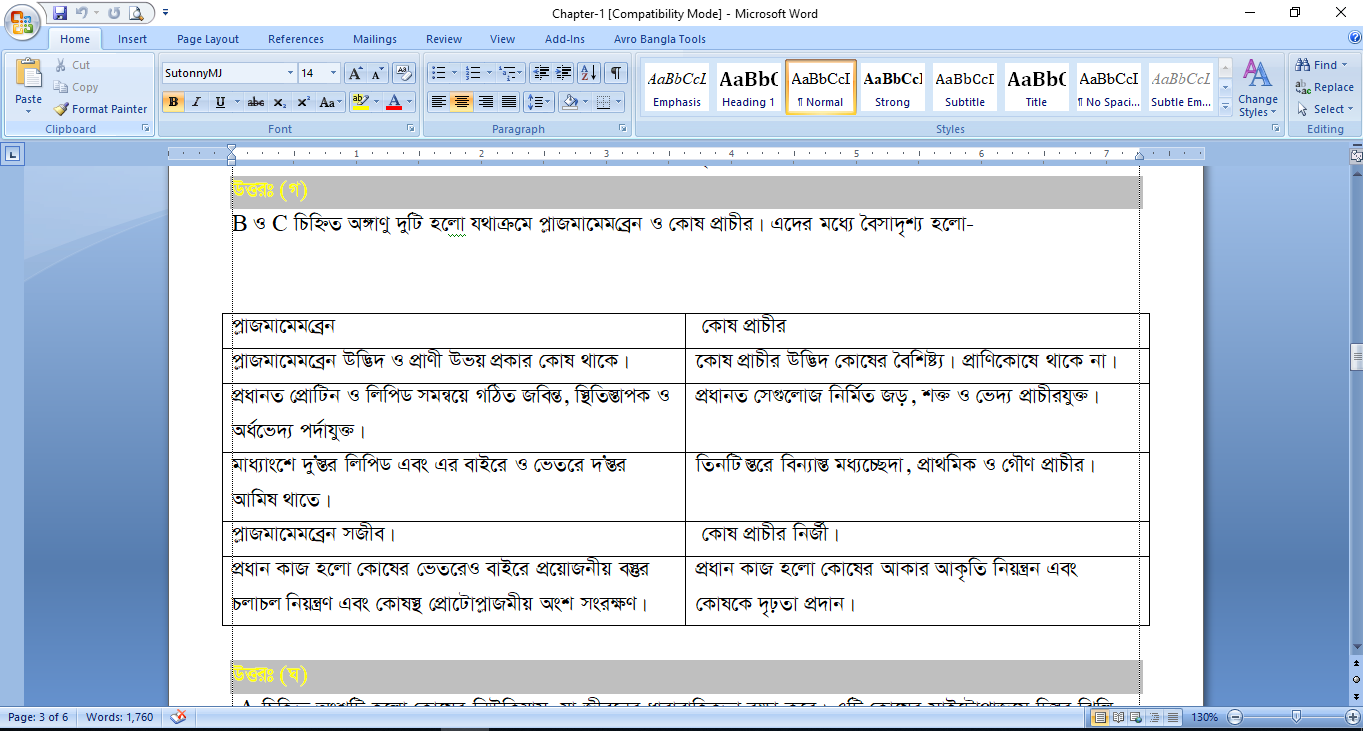 Chapter-1 [Compatibility Mode] - Microsoft Word
Home Insert Page Layout References Mailings Review View Add-Ins Avro Bangla Tools
Paste
Cut
Copy
Format Painter
Clipboard
SutonnyMJ 14
Font
Paragraph
AaBbCcI AaBbC AaBbCcI AaBbCcI AaBbCcI AaBbC AaBbCcI AaBbCcI
Emphasis Heading 1 ¶ Normal Strong Subtitle Title ¶ No Spaci... Subtle Em...
Change Styles
Styles
Find
Replace
Select
Editing
1 2 3 4 5 6 7
উত্তরঃ (গ)
B ও C চিহ্নিত অঙ্গাণু দুটি হলো যথাক্রমে প্লাজমামেমব্রেন ও কোষ প্রাচীর। এদের মধ্যে বৈসাদৃশ্য হলো-
প্লাজমামেমব্রেন কোষ প্রাচীর
প্লাজমামেমব্রেন উদ্ভিদ ও প্রাণী উভয় প্রকার কোষ থাকে। কোষ প্রাচীর উদ্ভিদ কোষের বৈশিষ্ট্য। প্রাণিকোষে থাকে না।
প্রধানত প্রোটিন ও লিপিড সমন্বয়ে গঠিত জবিন্ত, স্থিতিস্তাপক ও
অর্ধভেদ্য পর্দাযুক্ত।
প্রধানত সেগুলোজ নির্মিত জড়, শক্ত ও ভেদ্য প্রাচীরযুক্ত।
মাধ্যাংশে দু'স্তর লিপিড এবং এর বাইরে ও ভেতরে দ'স্তর
আমিষ থাতে।
তিনটি স্তরে বিন্যাস্ত মধ্যচ্ছেদা, প্রাথমিক ও গৌণ প্রাচীর।
প্লাজমামেমব্রেন সজীব। কোষ প্রাচীর নির্জী।
প্রধান কাজ হলো কোষের ভেতরেও বাইরে প্রয়োজনীয় বস্তুর
চলাচল নিয়ন্ত্রণ এবং কোষস্থ প্রোটোপ্লাজমীয় অংশ সংরক্ষণ।
প্রধান কাজ হলো কোষের আকার আকৃতি নিয়ন্ত্রন এবং
কোষকে দৃঢ়তা প্রদান।
উত্তরঃ (ঘ)
Page: 3 of 6 Words: 1,760 130%